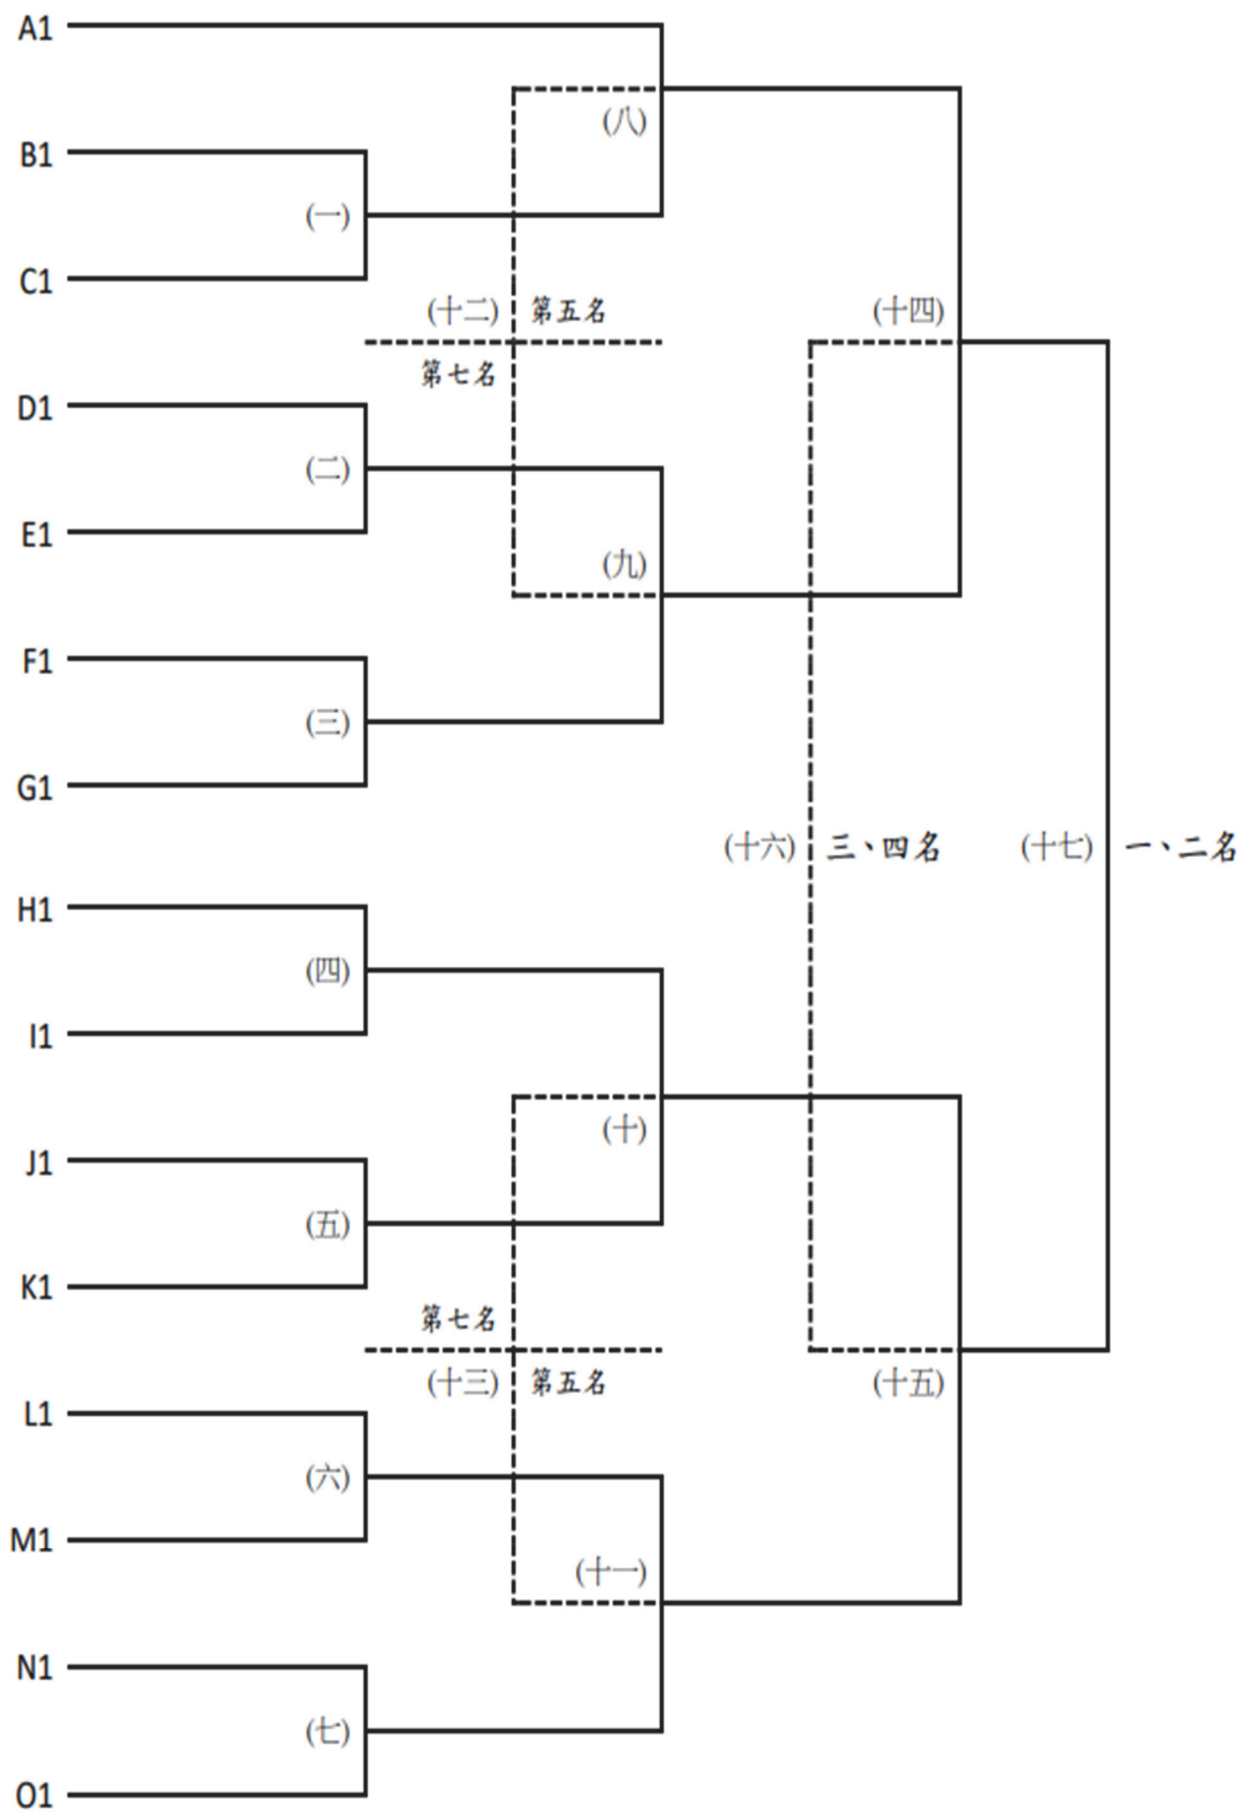 A1
(八)
B1
(一)
C1
(十二) 第五名
(十四)
第七名
D1
(二)
E1
(九)
F1
(三)
G1
(十六) 三、四名
(十七) 一、二名
H1
(四)
I1
(十)
J1
(五)
K1
第七名
(十三) 第五名
(十五)
L1
(六)
M1
(十一)
N1
(七)
O1